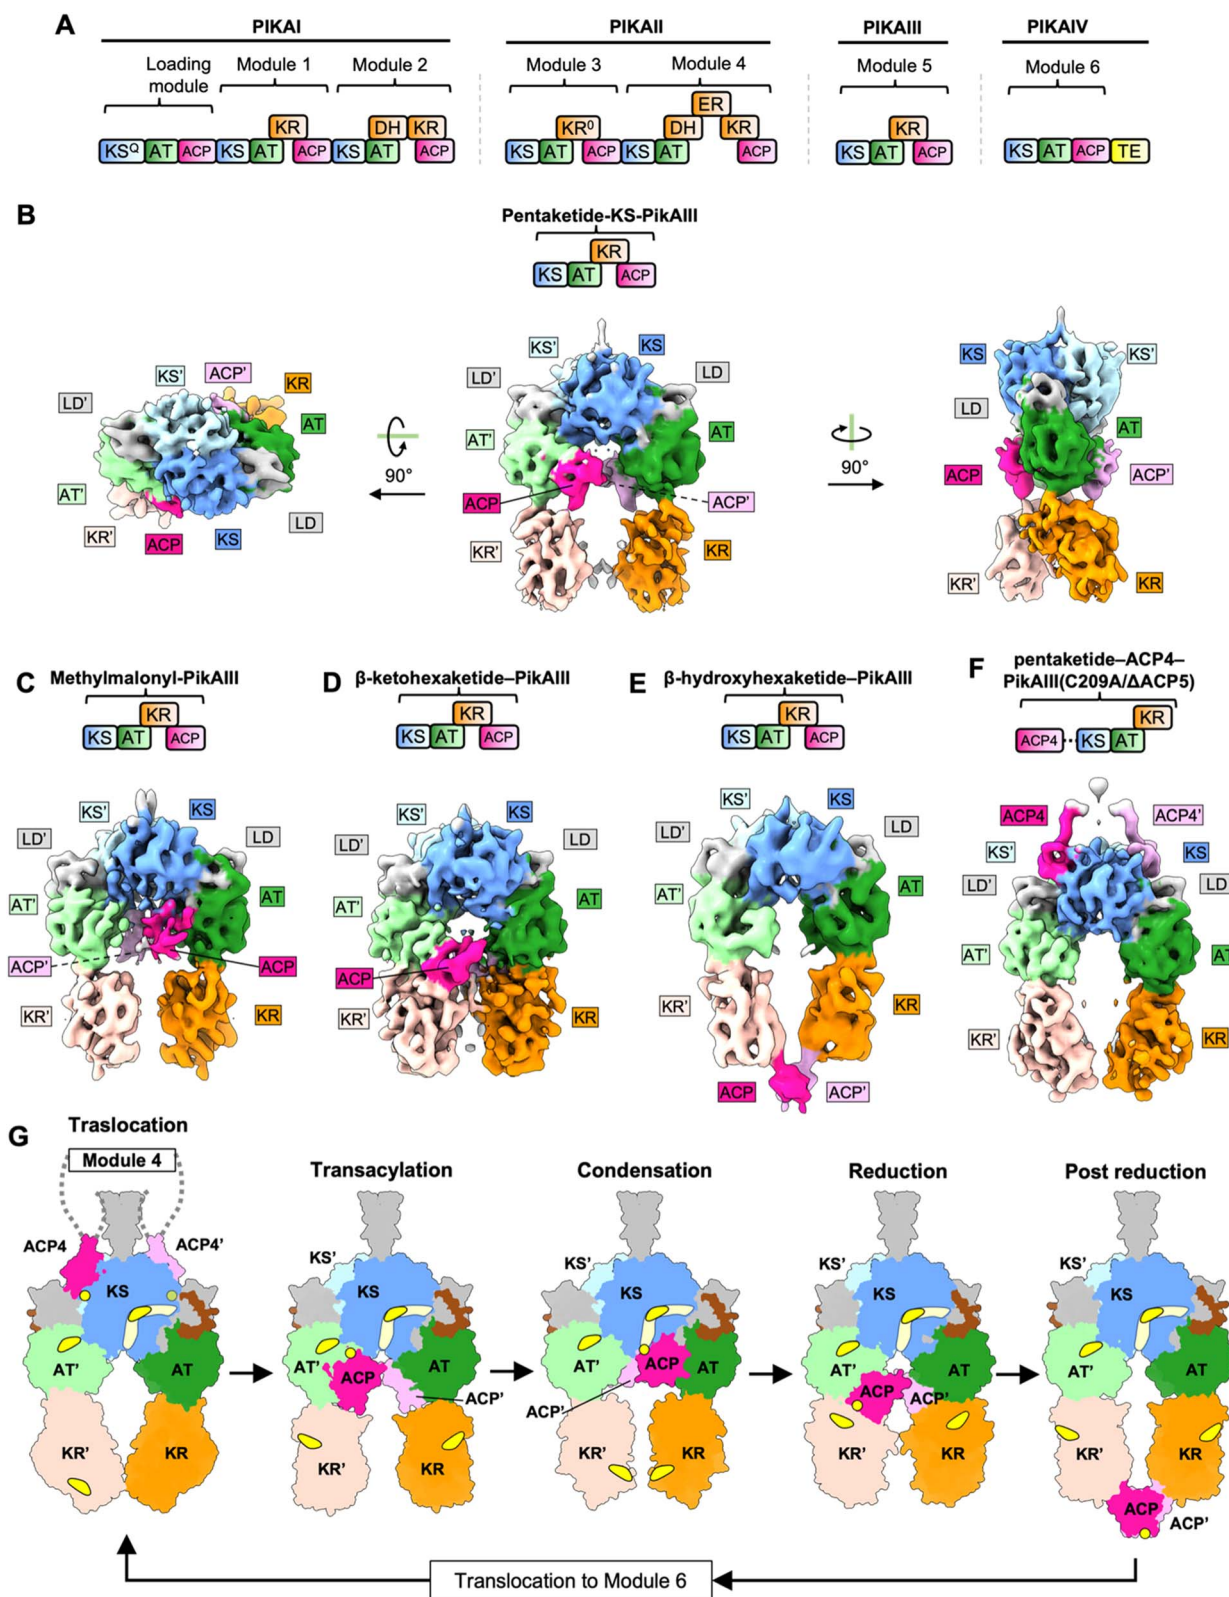 A
PIKAI
PIKAII
PIKAIII
PIKAIV
Loading
module
Module 1
Module 2
Module 3
Module 4
Module 5
Module 6
ER
KR
DH
KR
KR⁰
DH
KR
KR
KSQ
AT
ACP
KS
AT
ACP
KS
AT
ACP
KS
AT
ACP
KS
AT
ACP
KS
AT
ACP
KS
AT
ACP
TE
B
Pentaketide-KS-PikAIII
KR
KS
AT
ACP
KS'
ACP'
KR
LD'
AT
AT'
LD
KR'
ACP
KS
90°
KS'
KS
LD'
LD
AT'
AT
ACP
ACP'
KR'
KR
90°
KS
KS'
LD
AT
ACP
ACP'
KR'
KR
C
Methylmalonyl-PikAIII
KR
KS
AT
ACP
KS'
KS
LD'
LD
AT'
AT
ACP'
ACP
KR'
KR
D
β-ketohexaketide–PikAIII
KR
KS
AT
ACP
KS'
KS
LD'
LD
AT'
AT
ACP
KR'
KR
E
β-hydroxyhexaketide–PikAIII
KR
KS
AT
ACP
KS'
KS
LD'
LD
AT'
AT
KR'
KR
ACP
ACP'
F
pentaketide–ACP4–
PikAIII(C209A/ΔACP5)
KR
ACP4
KS
AT
ACP4
ACP4'
KS'
KS
LD'
LD
AT'
AT
KR'
KR
G
Traslocation
Module 4
ACP4
ACP4'
KS
AT'
AT
KR'
KR
Transacylation
KS'
KS
AT'
ACP
AT
ACP'
KR'
KR
Condensation
KS'
KS
AT'
ACP
AT
ACP'
KR'
KR
Reduction
KS'
KS
AT'
AT
ACP
ACP'
KR'
KR
Post reduction
KS'
KS
AT'
AT
KR'
KR
ACP
ACP'
Translocation to Module 6